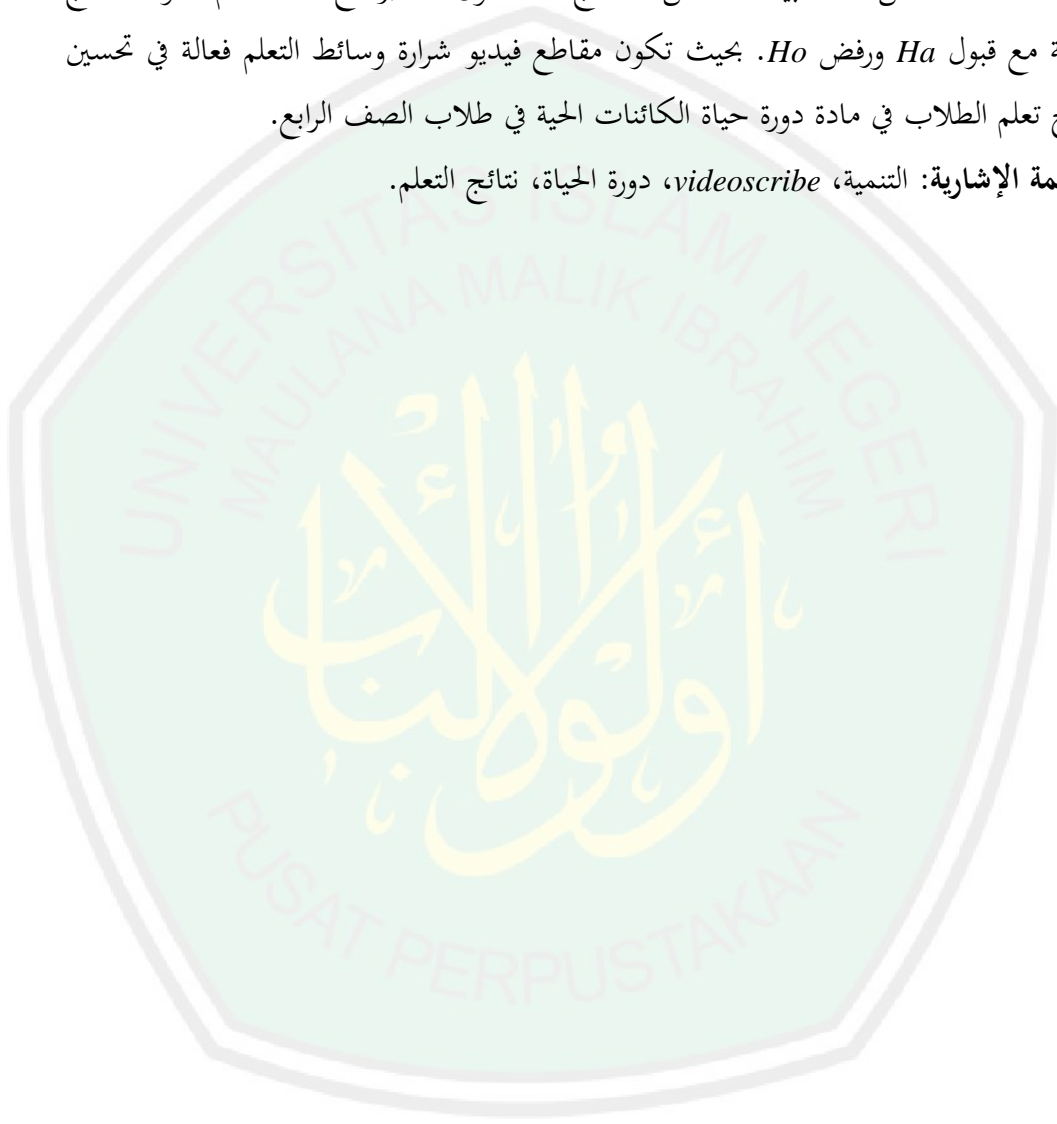 ة مع قبول Ha ورفض Ho. بحيث تكون مقاطع فيديو شرارة وسائط التعلم فعالة في تحسين
ج تعلم الطلاب في مادة دورة حياة الكائنات الحية في طلاب الصف الرابع.
مة الإشارية: التنمية، videoscribe، دورة الحياة، نتائج التعلم.
UNIVERSITAS ISLAM NEGERI
MAULANA MALIK IBRAHIM
أولوا الألباب
PUSAT PERPUSTAKAAN